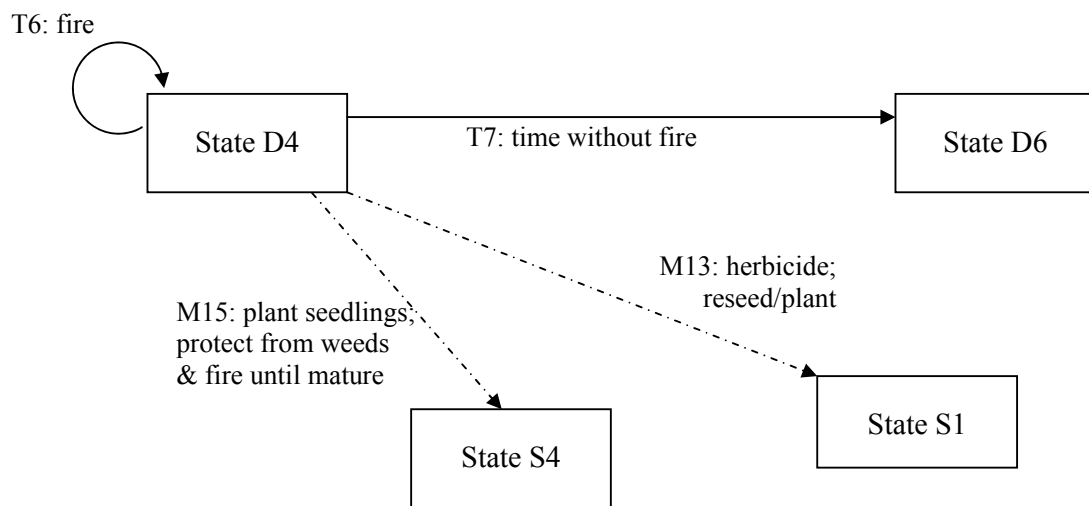 T6: fire
State D4
T7: time without fire
State D6
M13: herbicide;
reseed/plant
M15: plant seedlings;
protect from weeds
& fire until mature
State S1
State S4